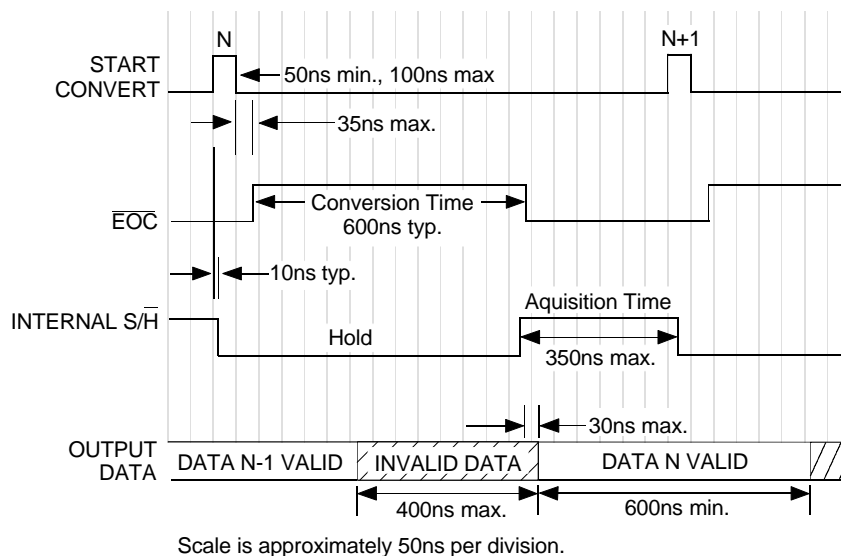 N
N+1
START
CONVERT
50ns min., 100ns max
35ns max.
EOC
Conversion Time
600ns typ.
10ns typ.
Aquisition Time
INTERNAL S/H
Hold
350ns max.
30ns max.
OUTPUT
DATA
DATA N-1 VALID
INVALID DATA
DATA N VALID
400ns max.
600ns min.
Scale is approximately 50ns per division.